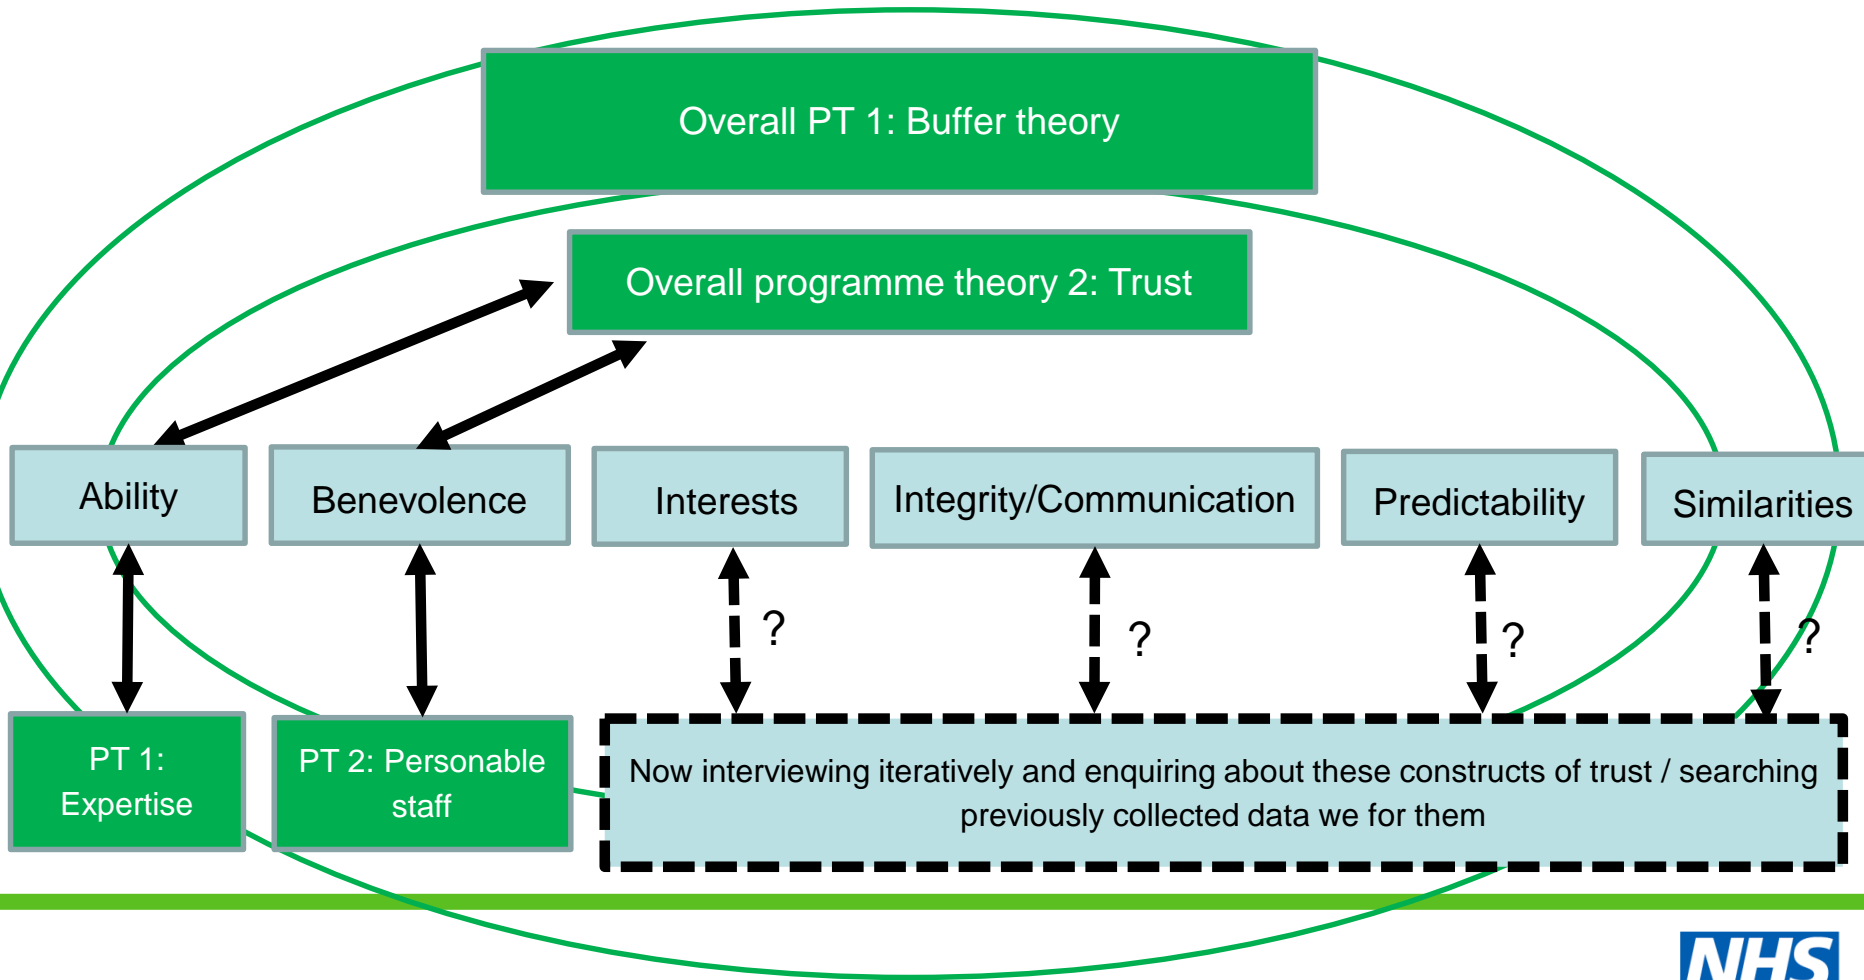 Overall PT 1: Buffer theory
Overall programme theory 2: Trust
Ability
Benevolence
Interests
Integrity/Communication
Predictability
Similarities
?
?
?
?
PT 1:
Expertise
PT 2: Personable
staff
Now interviewing iteratively and enquiring about these constructs of trust / searching
previously collected data we for them
NHS